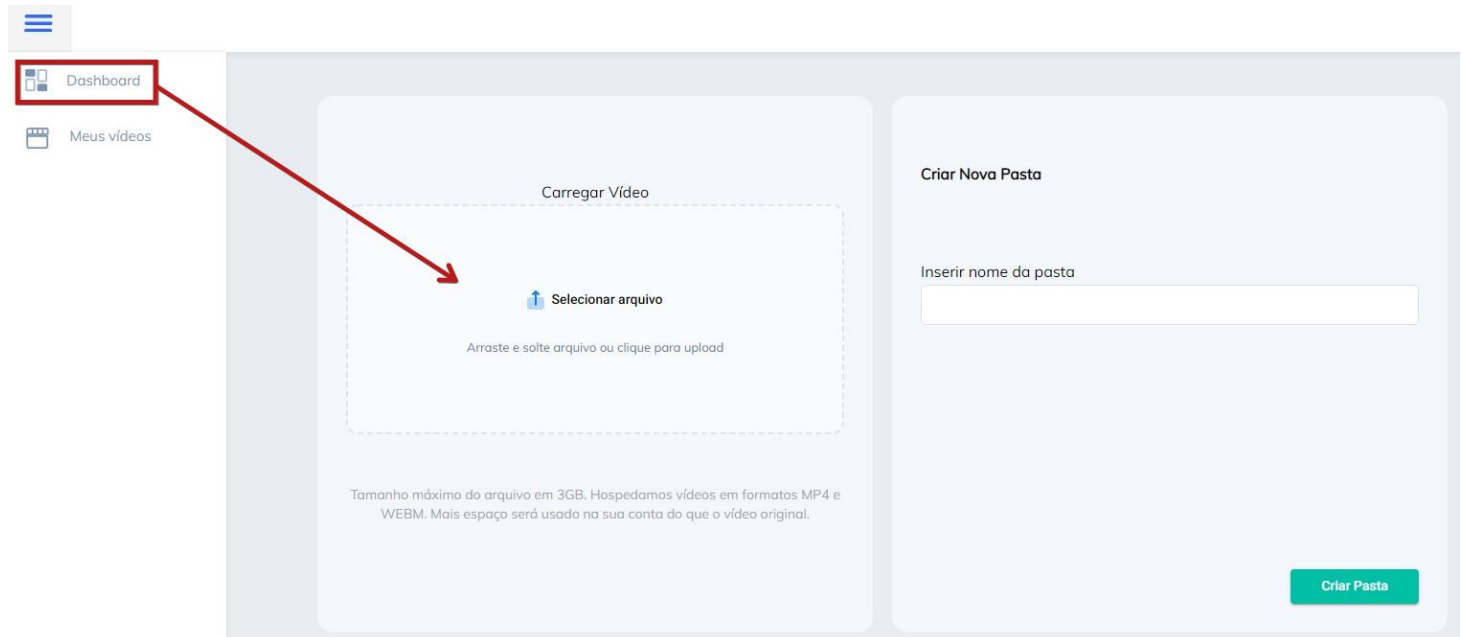 Dashboard
Meus vídeos
Carregar Vídeo
Selecionar arquivo
Arraste e solte arquivo ou clique para upload
Tamanho máximo do arquivo em 3GB. Hospedamos vídeos em formatos MP4 e
WEBM. Mais espaço será usado na sua conta do que o vídeo original.
Criar Nova Pasta
Inserir nome da pasta
Criar Pasta